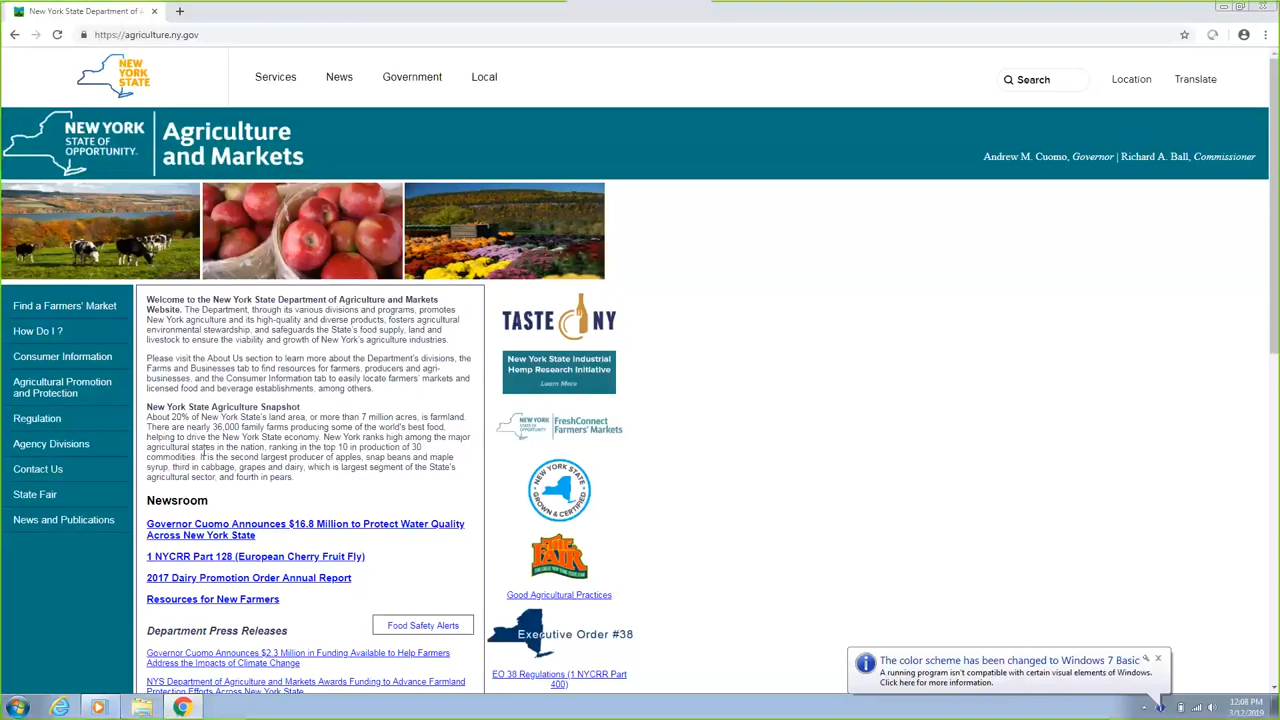 New York State Department of A
https://agriculture.ny.gov
NEW
YORK
STATE
Services
News
Government
Local
Search
Location
Translate
NEW YORK
STATE OF
OPPORTUNITY.
Agriculture
and Markets
Andrew M. Cuomo, Governor | Richard A. Ball, Commissioner
Find a Farmers' Market
How Do I ?
Consumer Information
Agricultural Promotion
and Protection
Regulation
Agency Divisions
Contact Us
State Fair
News and Publications
Welcome to the New York State Department of Agriculture and Markets
Website. The Department, through its various divisions and programs, promotes
New York agriculture and its high-quality and diverse products, fosters agricultural
environmental stewardship, and safeguards the State's food supply, land and
livestock to ensure the viability and growth of New York's agriculture industries.
Please visit the About Us section to learn more about the Department's divisions, the
Farms and Businesses tab to find resources for farmers, producers and agri-
businesses, and the Consumer Information tab to easily locate farmers' markets and
licensed food and beverage establishments, among others.
New York State Agriculture Snapshot
About 20% of New York State's land area, or more than 7 million acres, is farmland.
There are nearly 36,000 family farms producing some of the world's best food,
helping to drive the New York State economy. New York ranks high among the major
agricultural states in the nation, ranking in the top 10 in production of 30
commodities. It is the second largest producer of apples, snap beans and maple
syrup, third in cabbage, grapes and dairy, which is largest segment of the State's
agricultural sector, and fourth in pears.
Newsroom
Governor Cuomo Announces $16.8 Million to Protect Water Quality
Across New York State
1 NYCRR Part 128 (European Cherry Fruit Fly)
2017 Dairy Promotion Order Annual Report
Resources for New Farmers
Food Safety Alerts
Department Press Releases
Governor Cuomo Announces $2.3 Million in Funding Available to Help Farmers
Address the Impacts of Climate Change
NYS Department of Agriculture and Markets Awards Funding to Advance Farmland
Protection Efforts Across New York State
TASTE NY
New York State Industrial
Hemp Research Initiative
Learn More
NEW YORK
STATE OF
OPPORTUNITY.
FreshConnect
Farmers' Markets
NEW YORK STATE
GROWN & CERTIFIED
THE GREAT NEW YORK STATE
FAIR
Good Agricultural Practices
Executive Order #38
EO 38 Regulations (1 NYCRR Part
400)
The color scheme has been changed to Windows 7 Basic
A running program isn't compatible with certain visual elements of Windows.
Click here for more information.
12:08 PM
3/12/2019